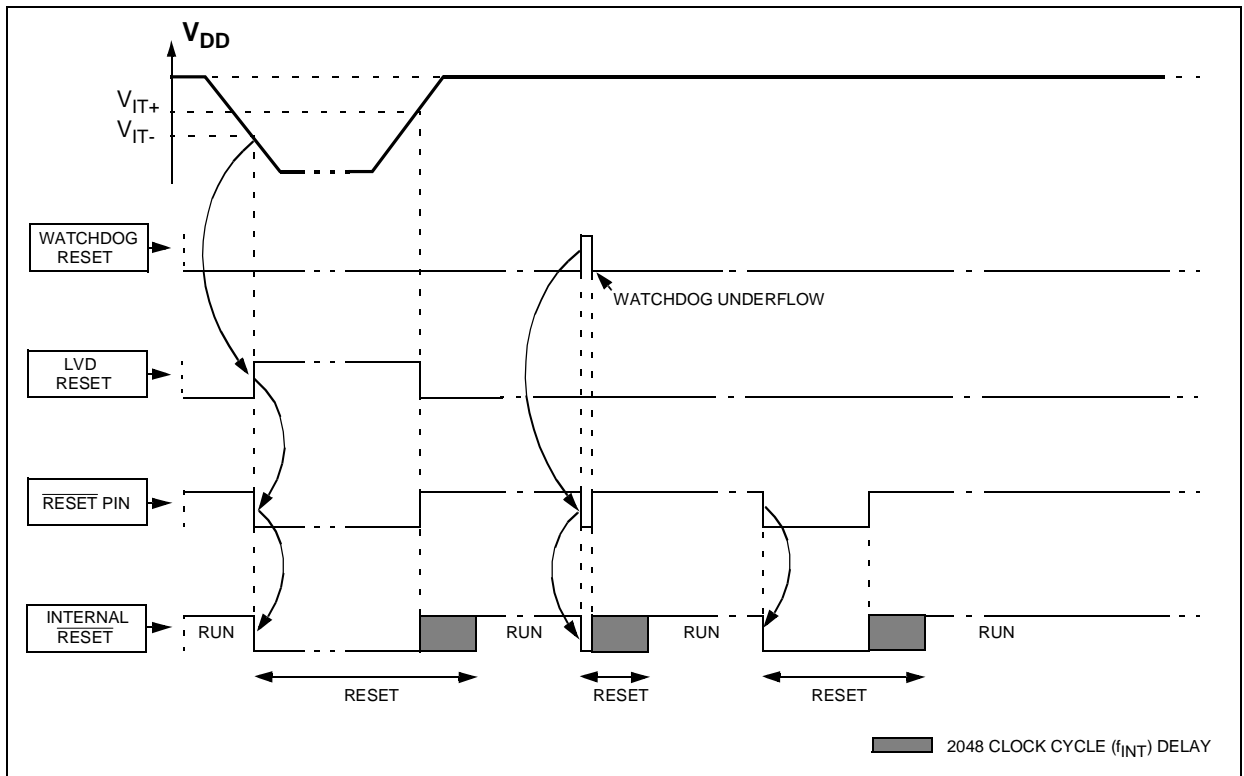 VDD
VIT+
VIT-
WATCHDOG
RESET
WATCHDOG UNDERFLOW
LVD
RESET
RESET PIN
INTERNAL
RESET
RUN
RUN
RUN
RUN
RESET
RESET
RESET
2048 CLOCK CYCLE (fINT) DELAY